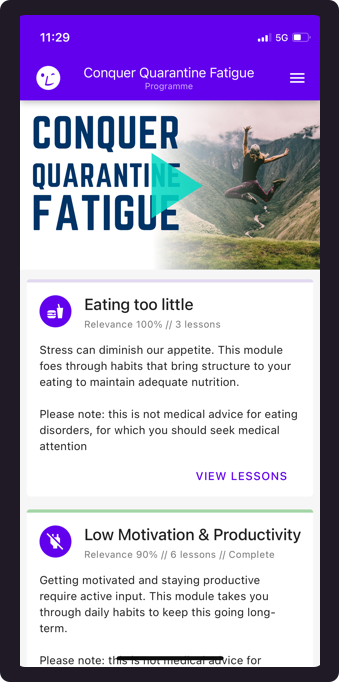 11:29
5G
Conquer Quarantine Fatigue
Programme
CONQUER
QUARANTINE
FATIGUE
Eating too little
Relevance 100% // 3 lessons
Stress can diminish our appetite. This module
foes through habits that bring structure to your
eating to maintain adequate nutrition.
Please note: this is not medical advice for eating
disorders, for which you should seek medical
attention
VIEW LESSONS
Low Motivation & Productivity
Relevance 90% // 6 lessons // Complete
Getting motivated and staying productive
require active input. This module takes you
through daily habits to keep this going long-
term.
Please note: this is not medical advice for